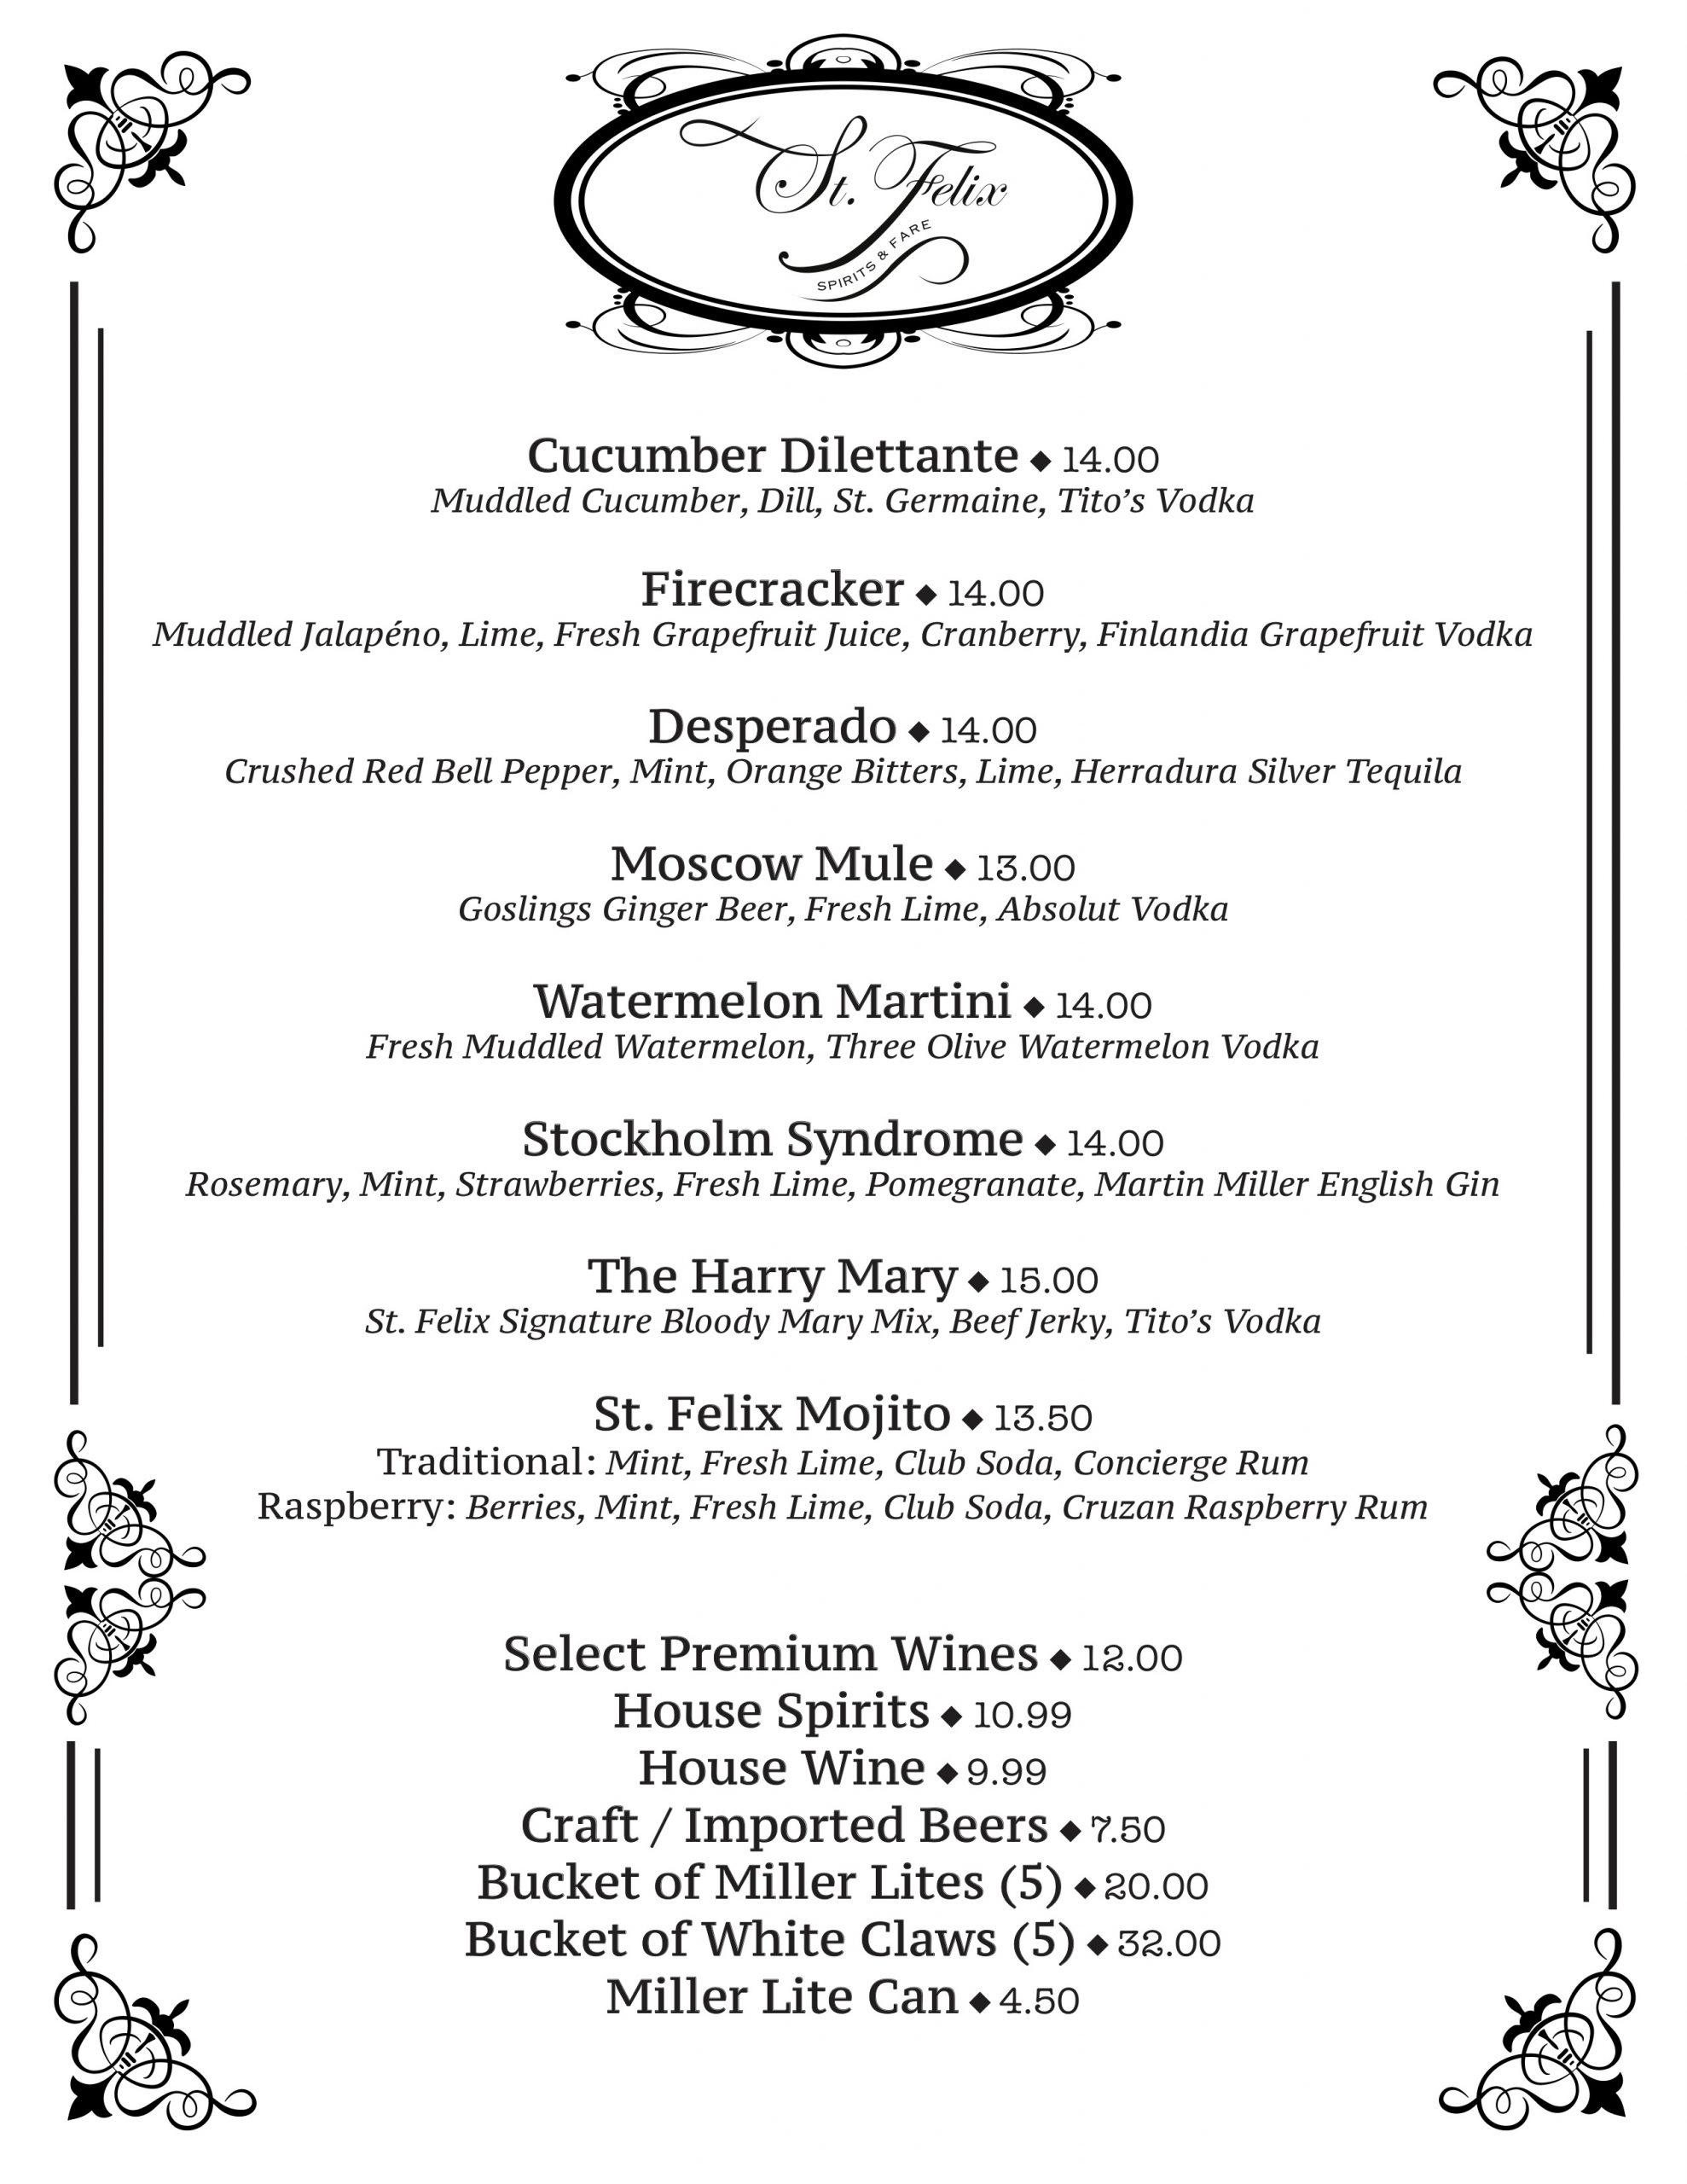 St. Felix
SPIRITS & FARE
Cucumber Dilettante ◆ 14.00
Muddled Cucumber, Dill, St. Germaine, Tito's Vodka
Firecracker ◆ 14.00
Muddled Jalapéno, Lime, Fresh Grapefruit Juice, Cranberry, Finlandia Grapefruit Vodka
Desperado ◆ 14.00
Crushed Red Bell Pepper, Mint, Orange Bitters, Lime, Herradura Silver Tequila
Moscow Mule ◆ 13.00
Goslings Ginger Beer, Fresh Lime, Absolut Vodka
Watermelon Martini ◆ 14.00
Fresh Muddled Watermelon, Three Olive Watermelon Vodka
Stockholm Syndrome ◆ 14.00
Rosemary, Mint, Strawberries, Fresh Lime, Pomegranate, Martin Miller English Gin
The Harry Mary ◆ 15.00
St. Felix Signature Bloody Mary Mix, Beef Jerky, Tito's Vodka
St. Felix Mojito ◆ 13.50
Traditional: Mint, Fresh Lime, Club Soda, Concierge Rum
Raspberry: Berries, Mint, Fresh Lime, Club Soda, Cruzan Raspberry Rum
Select Premium Wines ◆ 12.00
House Spirits ◆ 10.99
House Wine ◆ 9.99
Craft / Imported Beers ◆ 7.50
Bucket of Miller Lites (5) ◆ 20.00
Bucket of White Claws (5) ◆ 32.00
Miller Lite Can ◆ 4.50